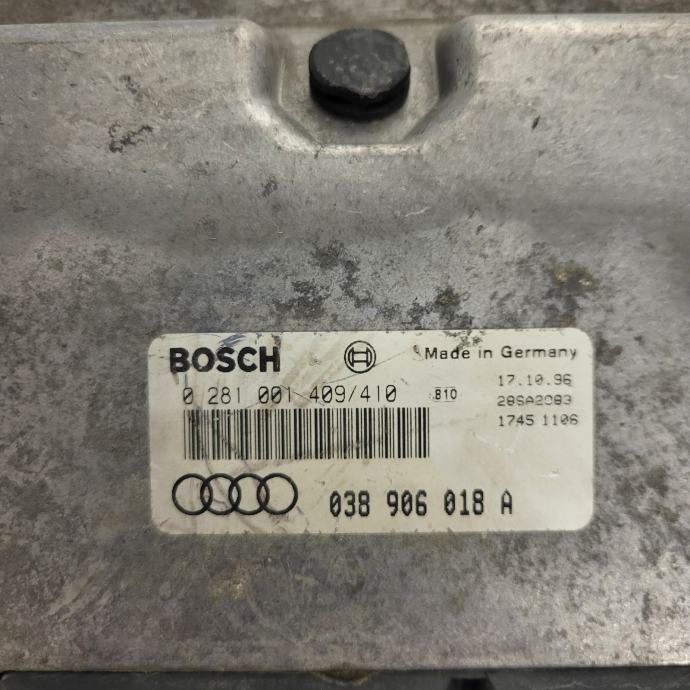 BOSCH Made in Germany
0 281 001 409/410 810 17.10.96
28SA2083
1745 1106
038 906 018 A